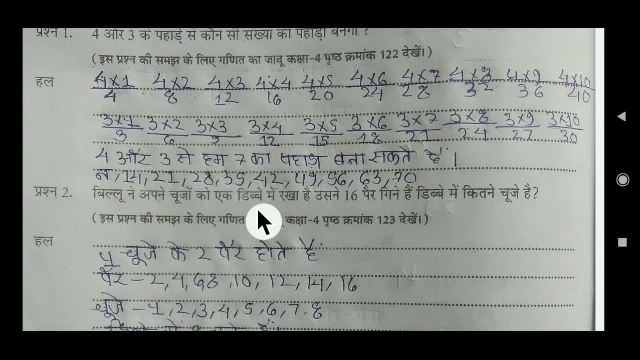 प्रश्न 1. 4 और 3 के पहाड़े से कौन सी संख्या का पहाड़ा बनेगा ?
( इस प्रश्न की समझ के लिए गणित का जादू कक्षा-4 पृष्ठ क्रमांक 122 देखें। )
हल 4×1 4×2 4×3 4×4 4×5 4×6 4×7 4×8 4×9 4×10
4 8 12 16 20 24 28 32 36 40
3×1 3×2 3×3 3×4 3×5 3×6 3×7 3×8 3×9 3×10
3 6 9 12 15 18 21 24 27 30
4 और 3 से हम 7 का पहाड़ा बना सकते हैं।
7, 14, 21, 28, 35, 42, 49, 56, 63, 70
प्रश्न 2. बिल्लू ने अपने चूजों को एक डिब्बे में रखा है उसने 16 पैर गिने हैं डिब्बे में कितने चूजे है?
( इस प्रश्न की समझ के लिए गणित कक्षा-4 पृष्ठ क्रमांक 123 देखें। )
हल
1 चूजे के 2 पैर होते हैं
पैर – 2, 4, 6, 8, 10, 12, 14, 16
चूजे – 1, 2, 3, 4, 5, 6, 7, 8